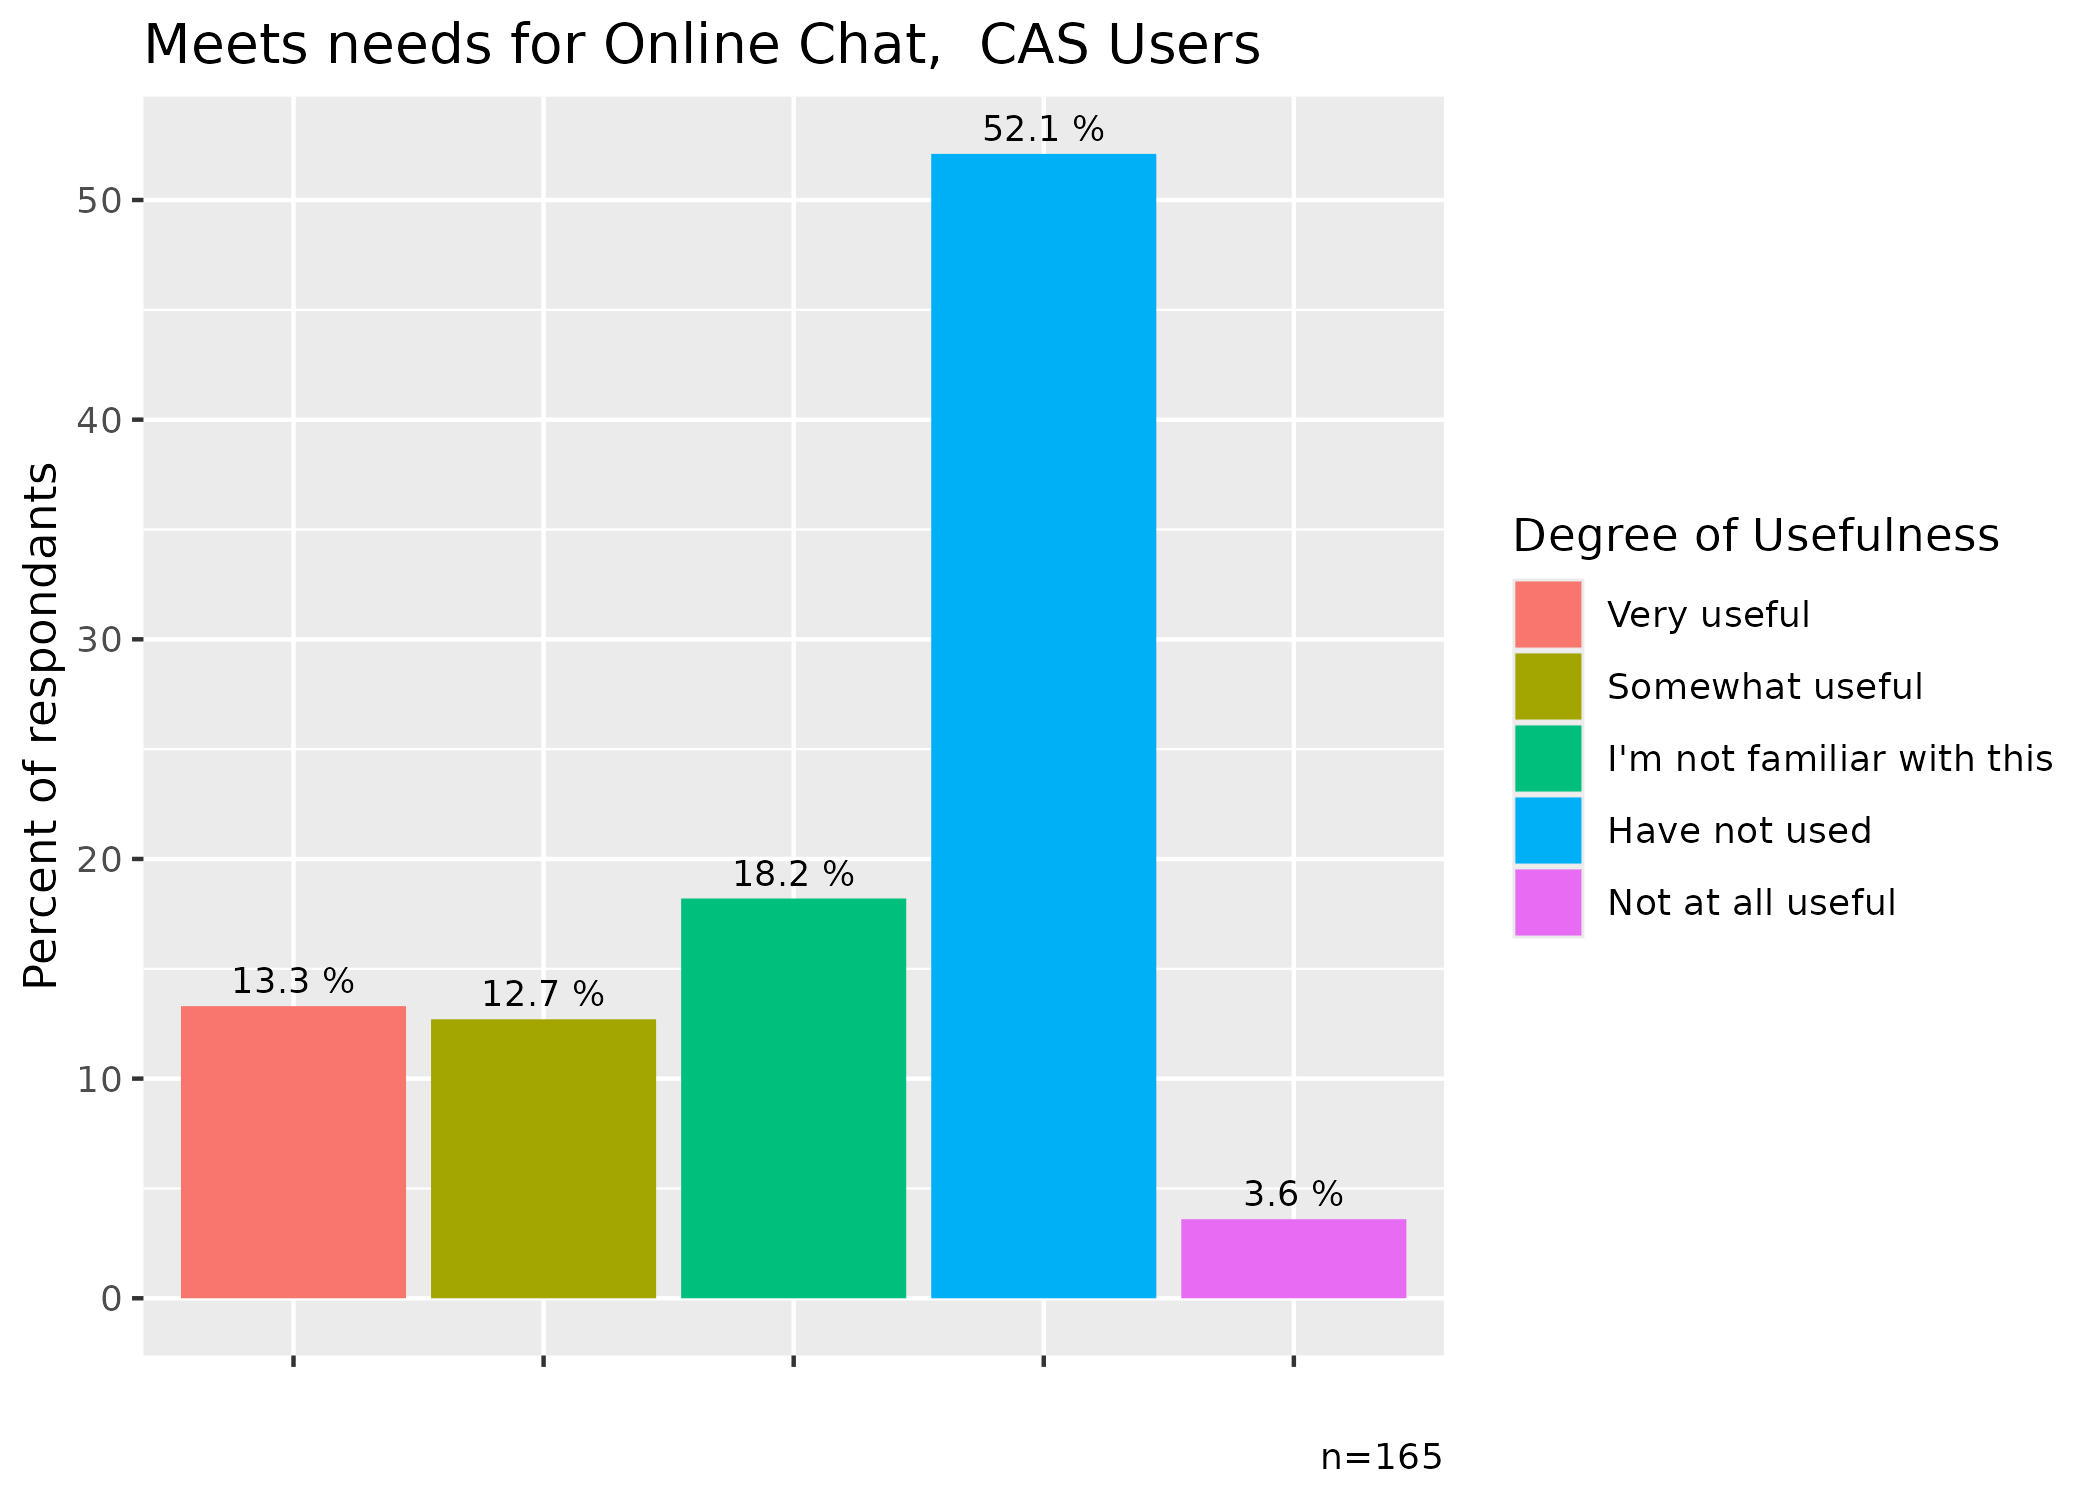 Meets needs for Online Chat,  CAS Users
Percent of respondants
50
40
30
20
10
0
13.3 %
12.7 %
18.2 %
52.1 %
3.6 %
Degree of Usefulness
Very useful
Somewhat useful
I'm not familiar with this
Have not used
Not at all useful
n=165